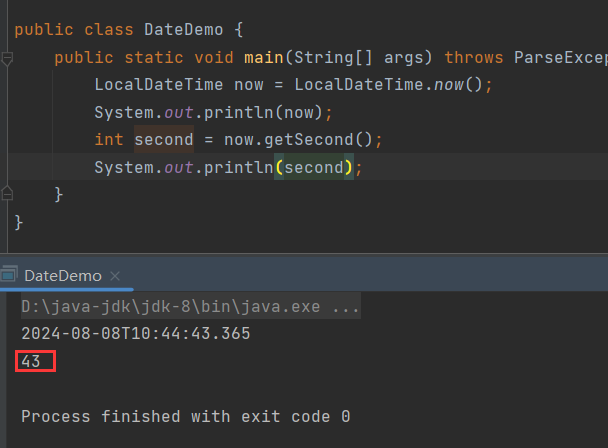 public class DateDemo {
public static void main(String[] args) throws ParseExcep
LocalDateTime now = LocalDateTime.now();
System.out.println(now);
int second = now.getSecond();
System.out.println(second);
}
}
DateDemo ×
D:\java-jdk\jdk-8\bin\java.exe ...
2024-08-08T10:44:43.365
43
Process finished with exit code 0